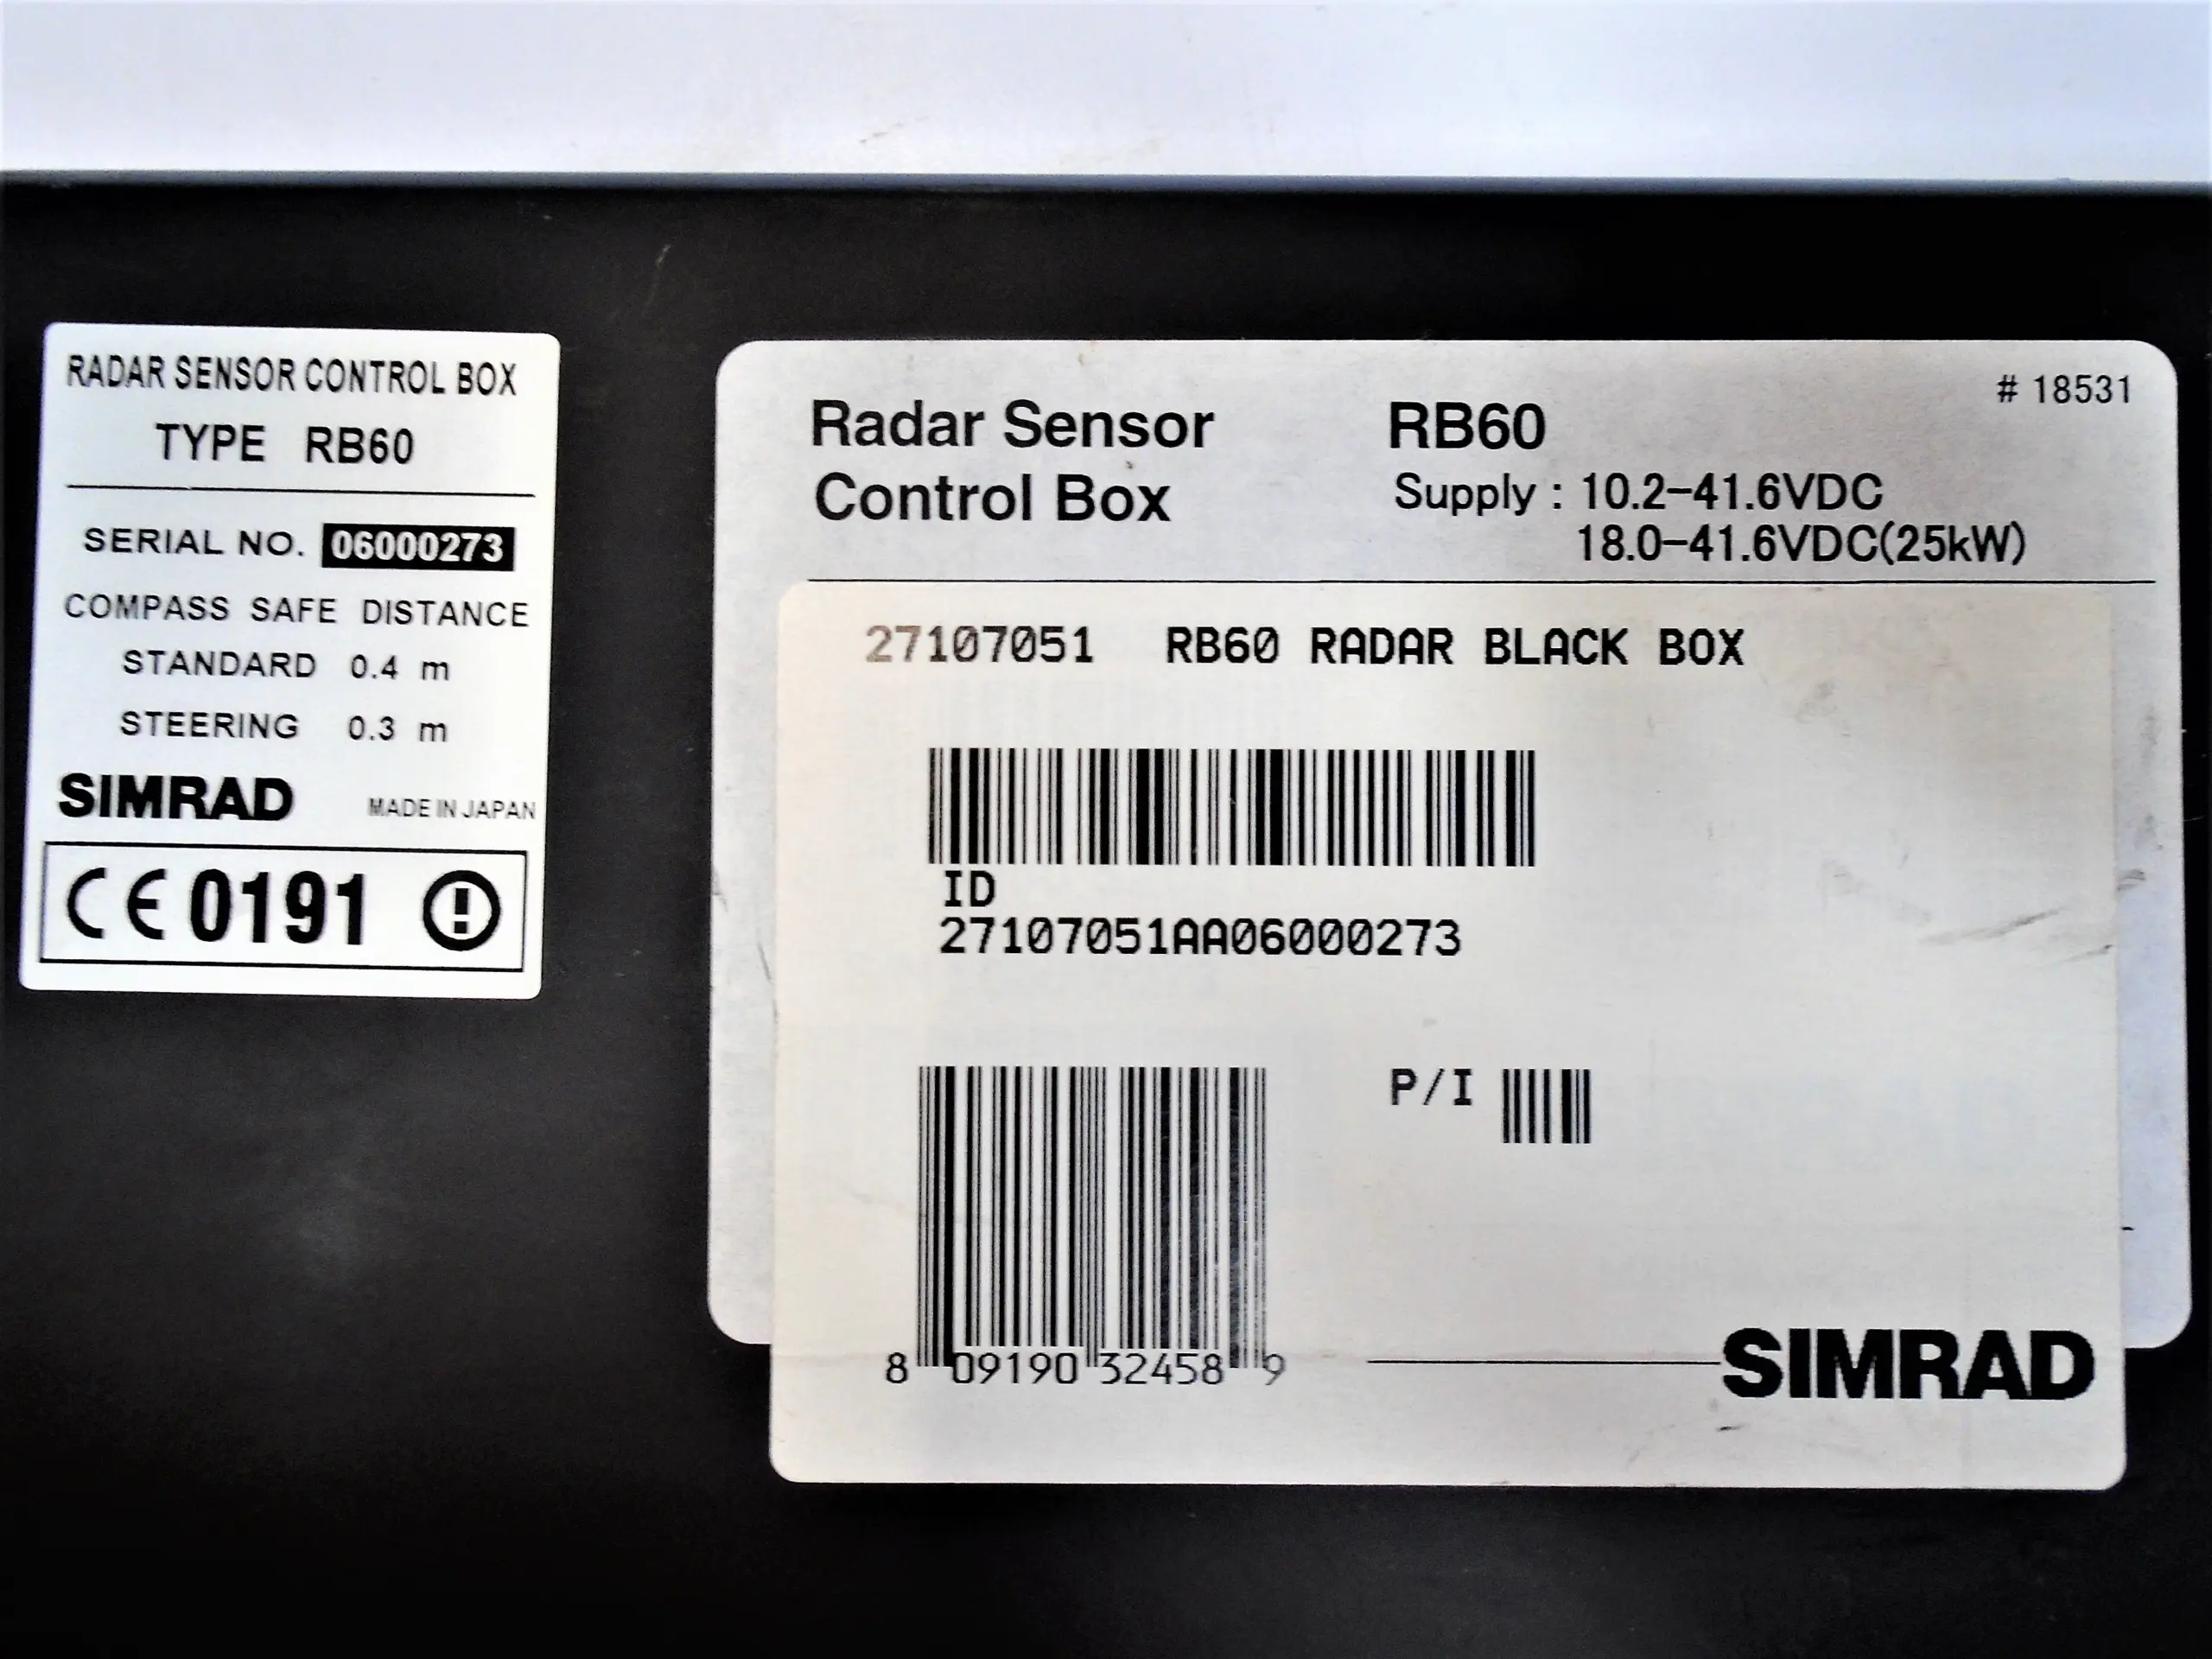 RADAR SENSOR CONTROL BOX
TYPE RB60
SERIAL NO. 06000273
COMPASS SAFE DISTANCE
STANDARD 0.4 m
STEERING 0.3 m
SIMRAD MADE IN JAPAN
CE 0191
# 18531
Radar Sensor RB60
Control Box Supply : 10.2-41.6VDC
18.0-41.6VDC(25kW)
27107051 RB60 RADAR BLACK BOX
ID
27107051AA06000273
P/I
8 09190 32458 9
SIMRAD